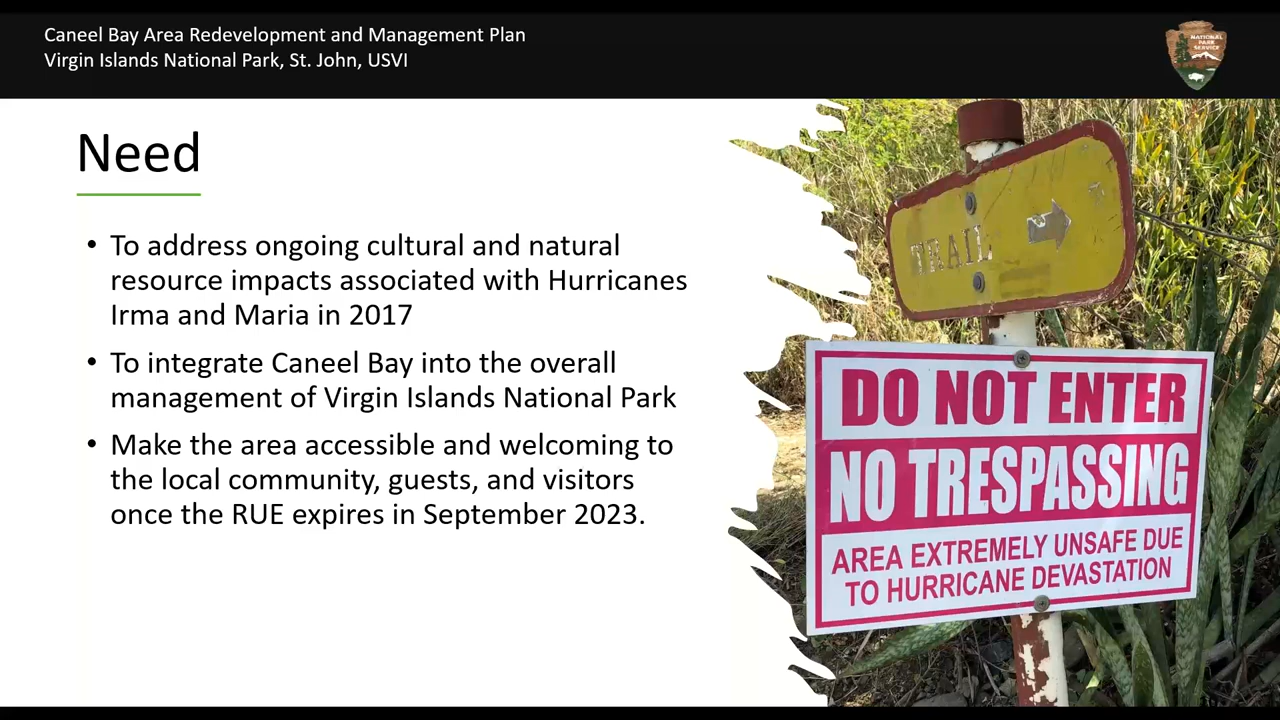 Caneel Bay Area Redevelopment and Management Plan
Virgin Islands National Park, St. John, USVI
NATIONAL
PARK
SERVICE
Need
• To address ongoing cultural and natural
resource impacts associated with Hurricanes
Irma and Maria in 2017
• To integrate Caneel Bay into the overall
management of Virgin Islands National Park
• Make the area accessible and welcoming to
the local community, guests, and visitors
once the RUE expires in September 2023.
TRAIL
DO NOT ENTER
NO TRESPASSING
AREA EXTREMELY UNSAFE DUE
TO HURRICANE DEVASTATION